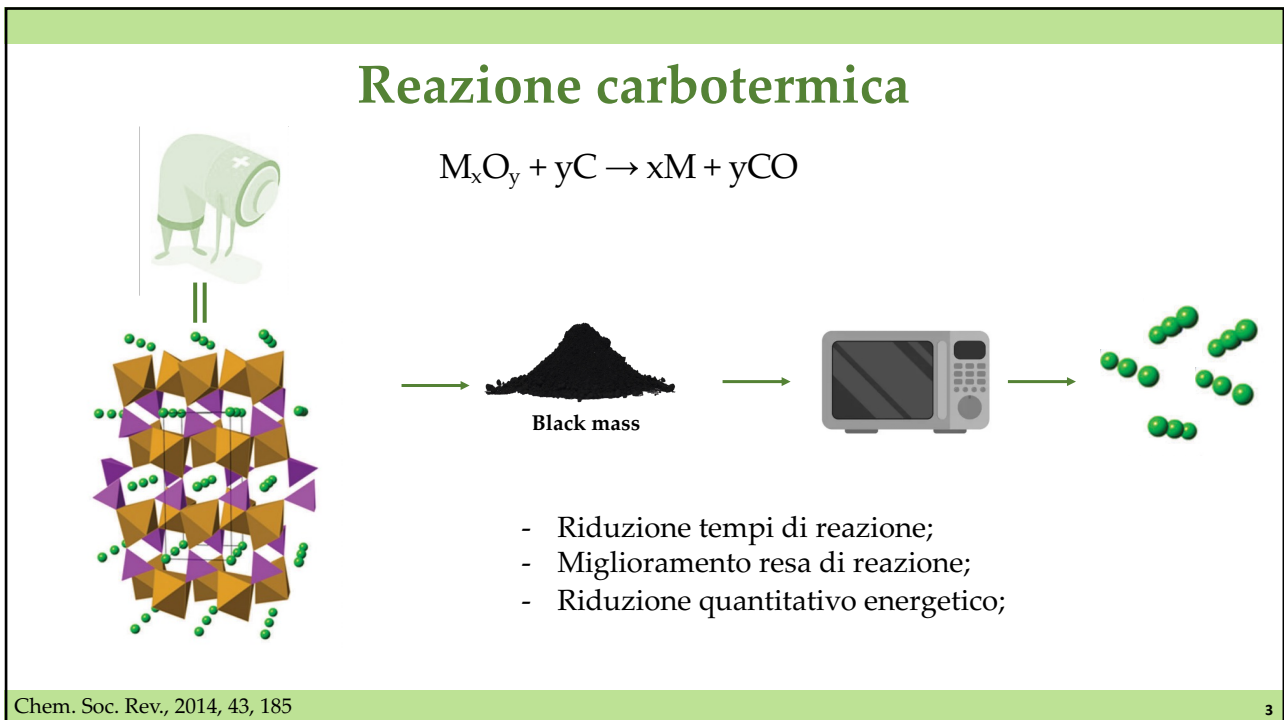 Reazione carbotermica
MₓOᵧ + yC → xM + yCO
Black mass
- Riduzione tempi di reazione;
- Miglioramento resa di reazione;
- Riduzione quantitativo energetico;
Chem. Soc. Rev., 2014, 43, 185
3